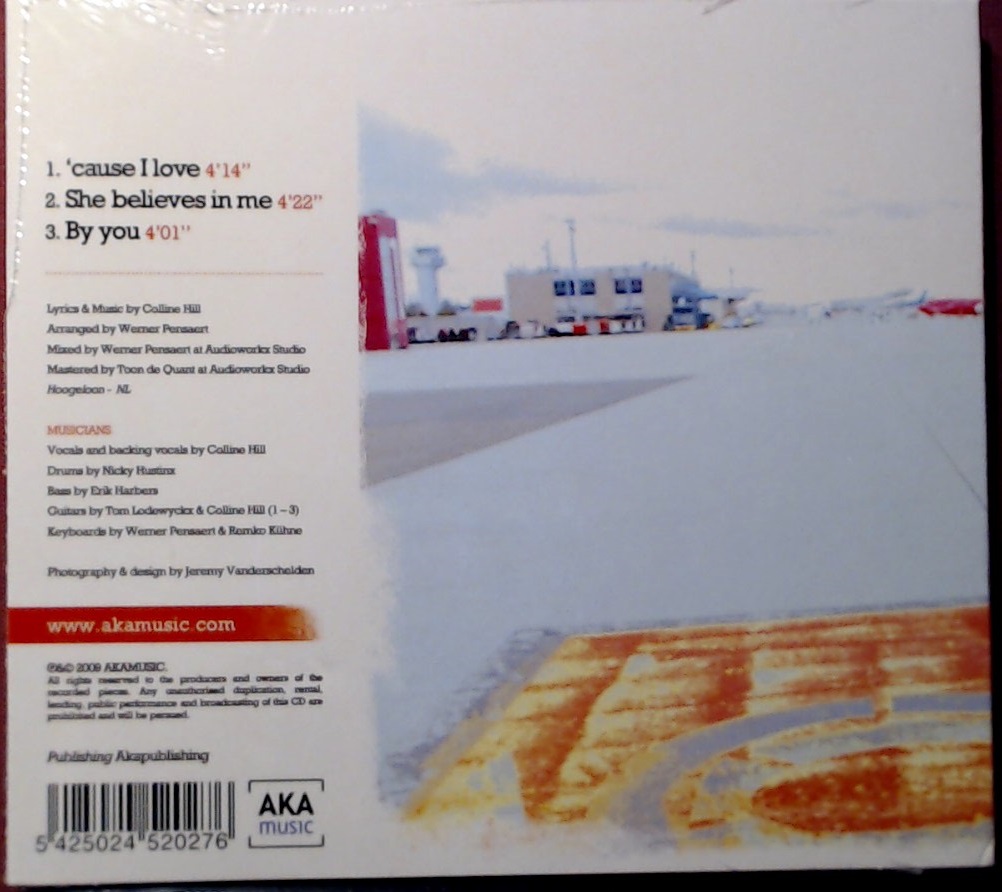 1. ‘cause I love 4'14”
2. She believes in me 4'22”
3. By you 4'01”
Lyrics & Music by Colline Hill
Arranged by Werner Pensaert
Mixed by Werner Pensaert at Audioworkx Studio
Mastered by Toon de Quant at Audioworkx Studio
Hoogeloon - NL
MUSICIANS
Vocals and backing vocals by Colline Hill
Drums by Nicky Hustinx
Bass by Erik Harbers
Guitars by Tom Lodewyckx & Colline Hill (1 – 3)
Keyboards by Werner Pensaert & Remko Kühne
Photography & design by Jeremy Vanderschelden
www.akamusic.com
℗&© 2009 AKAMUSIC.
All rights reserved to the producers and owners of the
recorded pieces. Any unauthorised duplication, rental,
lending, public performance and broadcasting of this CD are
prohibited and will be persued.
Publishing Akapublishing
5 425024 520276
AKA
music